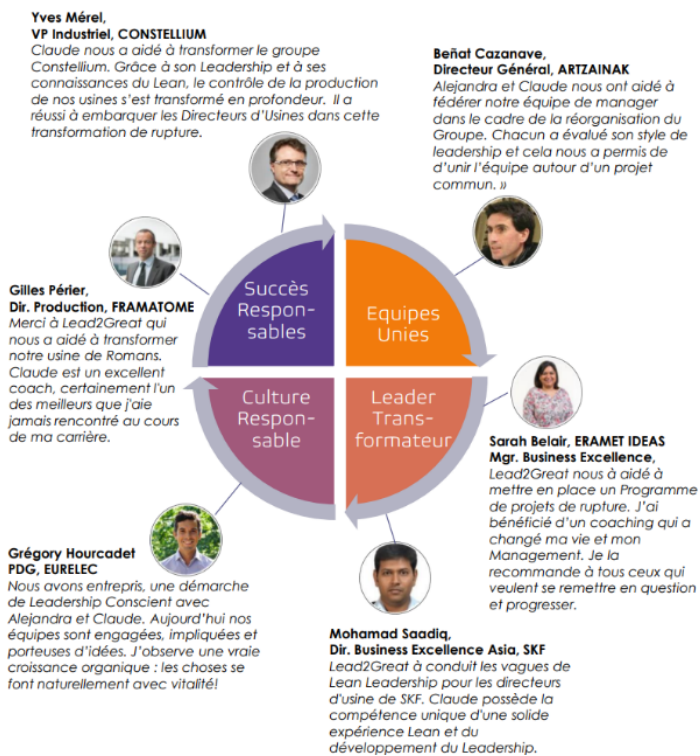 Yves Mérel,
VP Industriel, CONSTELLIUM
Claude nous a aidé à transformer le groupe
Constellium. Grâce à son Leadership et à ses
connaissances du Lean, le contrôle de la production
de nos usines s'est transformé en profondeur. Il a
réussi à embarquer les Directeurs d'Usines dans cette
transformation de rupture.
Beñat Cazanave,
Directeur Général, ARTZAINAK
Alejandra et Claude nous ont aidé à
fédérer notre équipe de manager
dans le cadre de la réorganisation du
Groupe. Chacun a évalué son style de
leadership et cela nous a permis de
d'unir l'équipe autour d'un projet
commun. »
Gilles Périer,
Dir. Production, FRAMATOME
Merci à Lead2Great qui
nous a aidé à transformer
notre usine de Romans.
Claude est un excellent
coach, certainement l'un
des meilleurs que j'aie
jamais rencontré au cours
de ma carrière.
Succès
Respon-
sables
Equipes
Unies
Culture
Respon-
sable
Leader
Trans-
formateur
Sarah Belair, ERAMET IDEAS
Mgr. Business Excellence,
Lead2Great nous à aidé à
mettre en place un Programme
de projets de rupture. J'ai
bénéficié d'un coaching qui a
changé ma vie et mon
Management. Je la
recommande à tous ceux qui
veulent se remettre en question
et progresser.
Grégory Hourcadet
PDG, EURELEC
Nous avons entrepris, une démarche
de Leadership Conscient avec
Alejandra et Claude. Aujourd'hui nos
équipes sont engagées, impliquées et
porteuses d'idées. J'observe une vraie
croissance organique : les choses se
font naturellement avec vitalité!
Mohamad Saadiq,
Dir. Business Excellence Asia, SKF
Lead2Great à conduit les vagues de
Lean Leadership pour les directeurs
d'usine de SKF. Claude possède la
compétence unique d'une solide
expérience Lean et du
développement du Leadership.